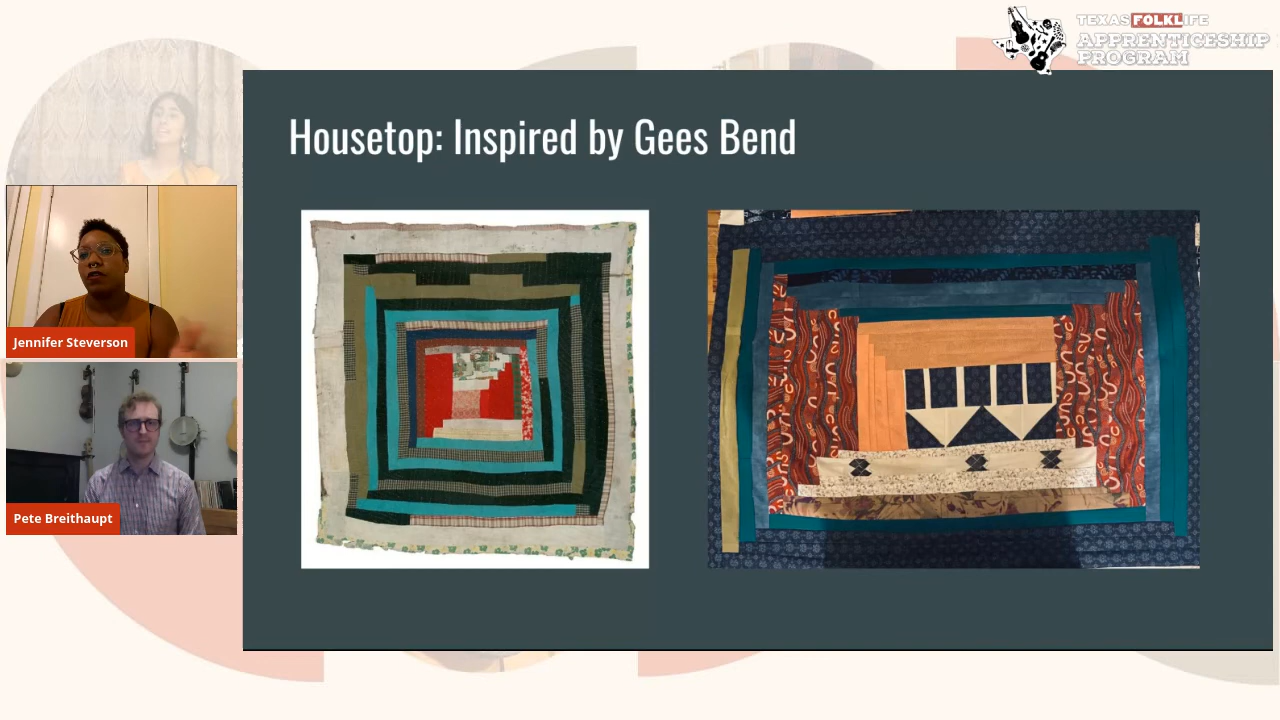 TEXAS FOLKLIFE
APPRENTICESHIP
PROGRAM
Housetop: Inspired by Gees Bend
Jennifer Steverson
Pete Breithaupt